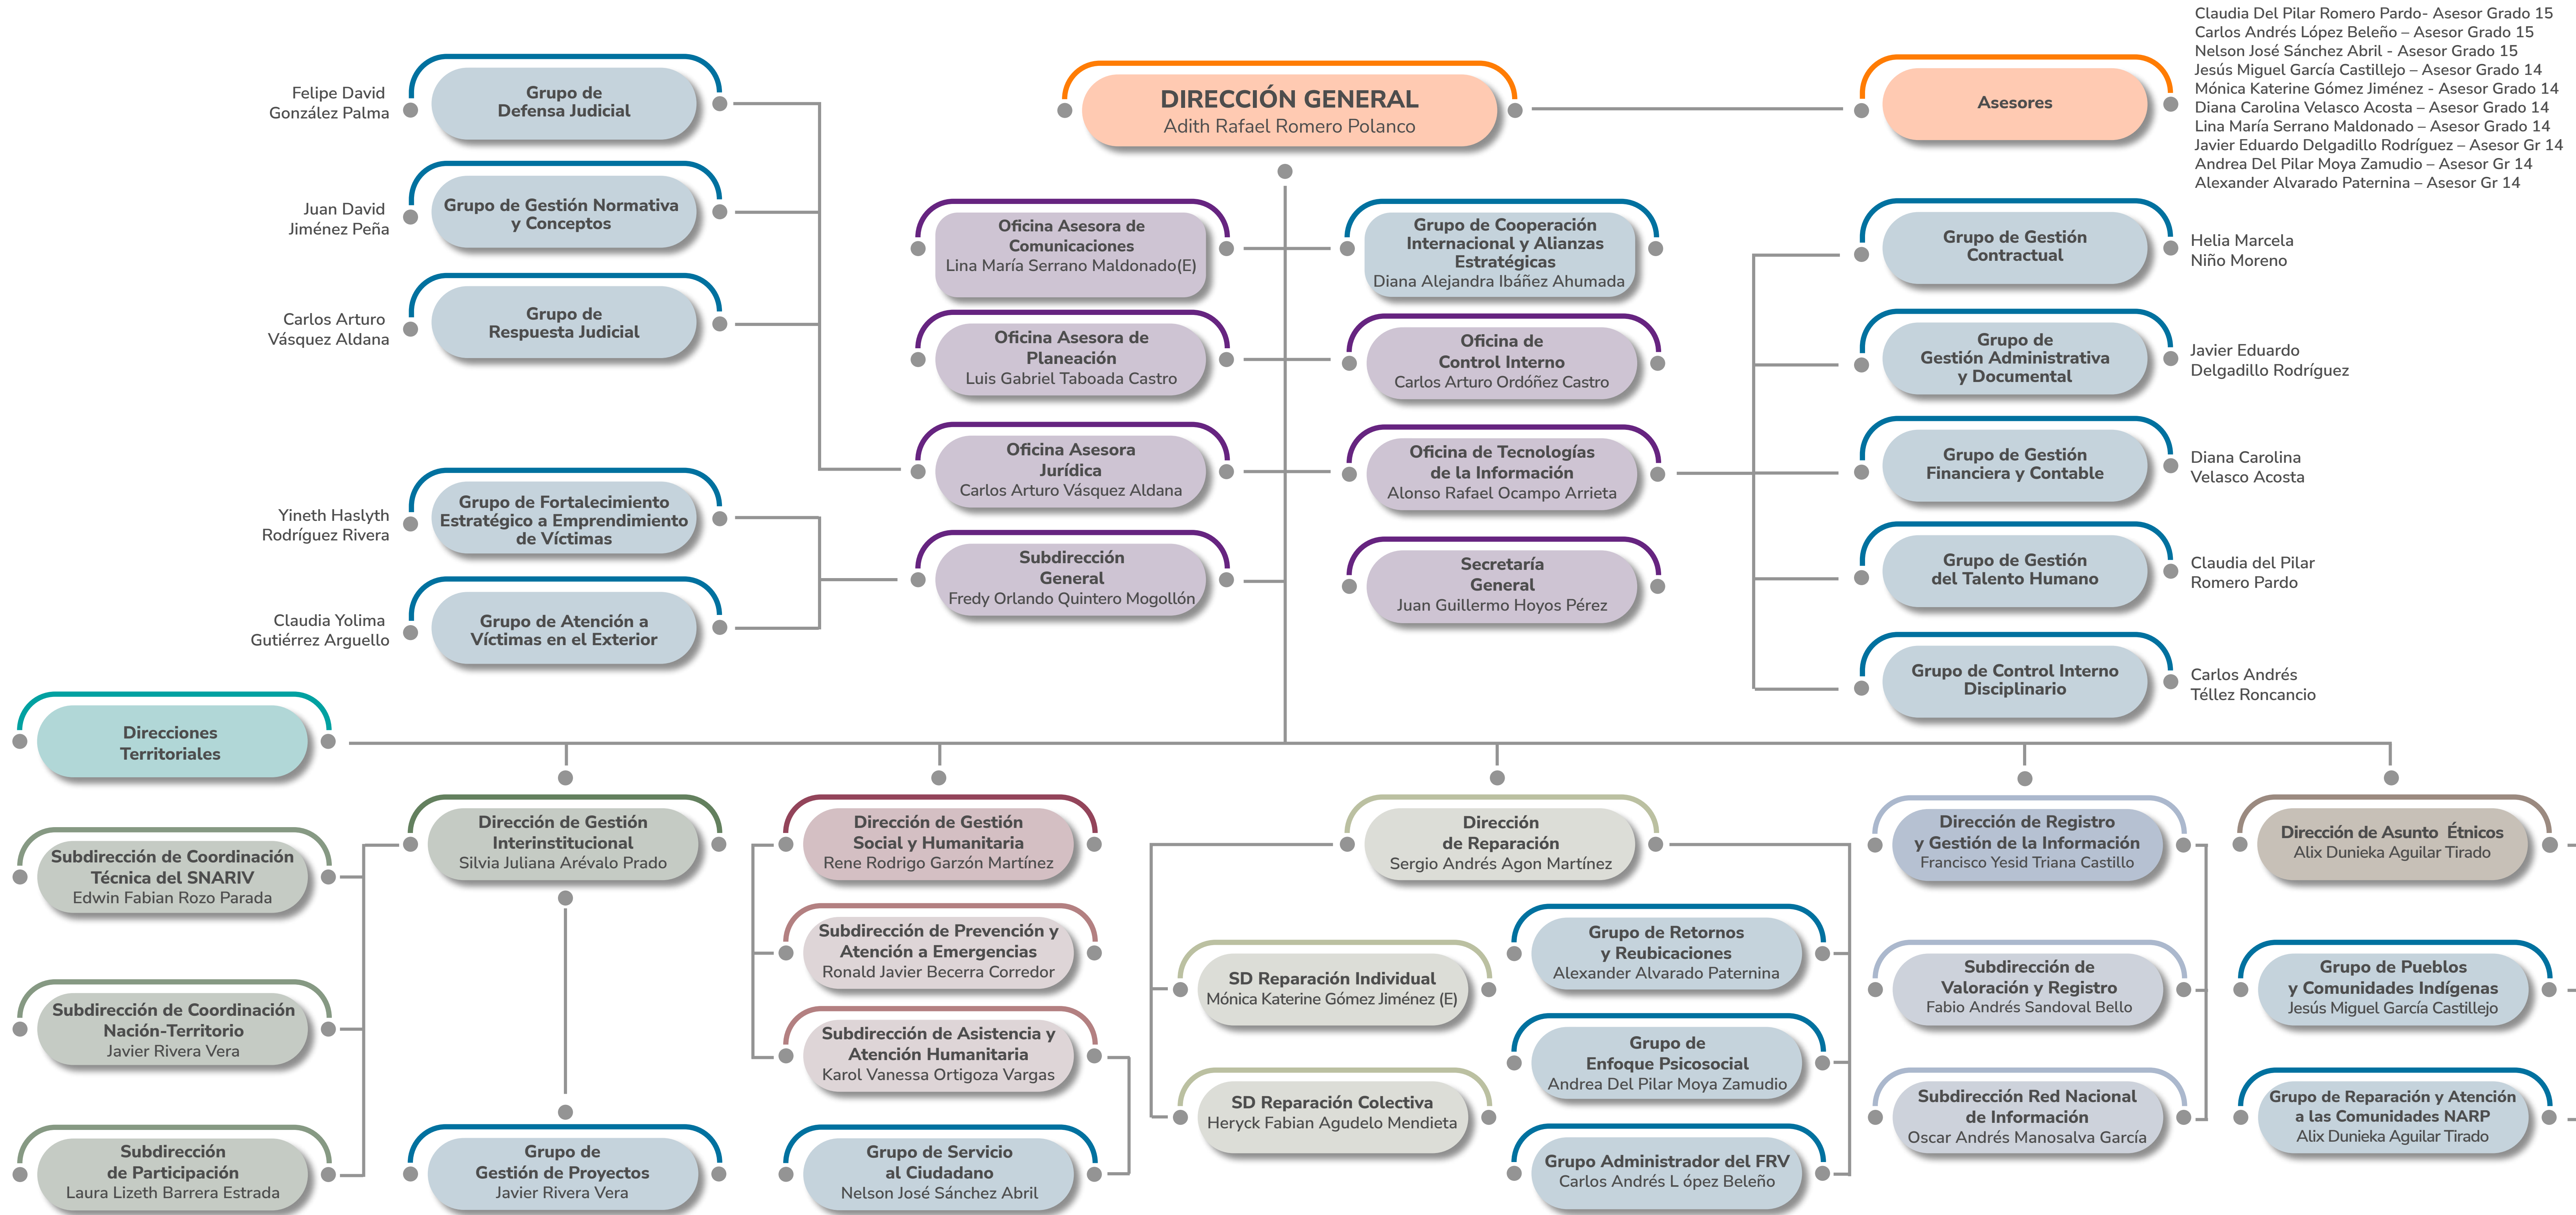 Claudia Del Pilar Romero Pardo- Asesor Grado 15
Carlos Andrés López Beleño – Asesor Grado 15
Nelson José Sánchez Abril - Asesor Grado 15
Jesús Miguel García Castillejo – Asesor Grado 14
Mónica Katerine Gómez Jiménez - Asesor Grado 14
Diana Carolina Velasco Acosta – Asesor Grado 14
Lina María Serrano Maldonado – Asesor Grado 14
Javier Eduardo Delgadillo Rodríguez – Asesor Gr 14
Andrea Del Pilar Moya Zamudio – Asesor Gr 14
Alexander Alvarado Paternina – Asesor Gr 14
Asesores
DIRECCIÓN GENERAL
Adith Rafael Romero Polanco
Felipe David
González Palma
Grupo de
Defensa Judicial
Juan David
Jiménez Peña
Grupo de Gestión Normativa
y Conceptos
Carlos Arturo
Vásquez Aldana
Grupo de
Respuesta Judicial
Yineth Haslyth
Rodríguez Rivera
Grupo de Fortalecimiento
Estratégico a Emprendimiento
de Víctimas
Claudia Yolima
Gutiérrez Arguello
Grupo de Atención a
Víctimas en el Exterior
Oficina Asesora de
Comunicaciones
Lina María Serrano Maldonado(E)
Oficina Asesora de
Planeación
Luis Gabriel Taboada Castro
Oficina Asesora
Jurídica
Carlos Arturo Vásquez Aldana
Subdirección
General
Fredy Orlando Quintero Mogollón
Grupo de Cooperación
Internacional y Alianzas
Estratégicas
Diana Alejandra Ibáñez Ahumada
Oficina de
Control Interno
Carlos Arturo Ordóñez Castro
Oficina de Tecnologías
de la Información
Alonso Rafael Ocampo Arrieta
Secretaría
General
Juan Guillermo Hoyos Pérez
Grupo de Gestión
Contractual
Helia Marcela
Niño Moreno
Grupo de
Gestión Administrativa
y Documental
Javier Eduardo
Delgadillo Rodríguez
Grupo de Gestión
Financiera y Contable
Diana Carolina
Velasco Acosta
Grupo de Gestión
del Talento Humano
Claudia del Pilar
Romero Pardo
Grupo de Control Interno
Disciplinario
Carlos Andrés
Téllez Roncancio
Direcciones
Territoriales
Subdirección de Coordinación
Técnica del SNARIV
Edwin Fabian Rozo Parada
Subdirección de Coordinación
Nación-Territorio
Javier Rivera Vera
Subdirección
de Participación
Laura Lizeth Barrera Estrada
Dirección de Gestión
Interinstitucional
Silvia Juliana Arévalo Prado
Grupo de
Gestión de Proyectos
Javier Rivera Vera
Dirección de Gestión
Social y Humanitaria
Rene Rodrigo Garzón Martínez
Subdirección de Prevención y
Atención a Emergencias
Ronald Javier Becerra Corredor
Subdirección de Asistencia y
Atención Humanitaria
Karol Vanessa Ortigoza Vargas
Grupo de Servicio
al Ciudadano
Nelson José Sánchez Abril
Dirección
de Reparación
Sergio Andrés Agon Martínez
SD Reparación Individual
Mónica Katerine Gómez Jiménez (E)
SD Reparación Colectiva
Heryck Fabian Agudelo Mendieta
Grupo de Retornos
y Reubicaciones
Alexander Alvarado Paternina
Grupo de
Enfoque Psicosocial
Andrea Del Pilar Moya Zamudio
Grupo Administrador del FRV
Carlos Andrés L ópez Beleño
Dirección de Registro
y Gestión de la Información
Francisco Yesid Triana Castillo
Subdirección de
Valoración y Registro
Fabio Andrés Sandoval Bello
Subdirección Red Nacional
de Información
Oscar Andrés Manosalva García
Dirección de Asunto  Étnicos
Alix Dunieka Aguilar Tirado
Grupo de Pueblos
y Comunidades Indígenas
Jesús Miguel García Castillejo
Grupo de Reparación y Atención
a las Comunidades NARP
Alix Dunieka Aguilar Tirado